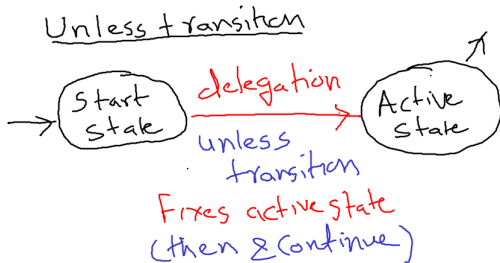 Unless transition
Start
state
delegation
unless
transition
Fixes active state
(then & continue)
Active
state